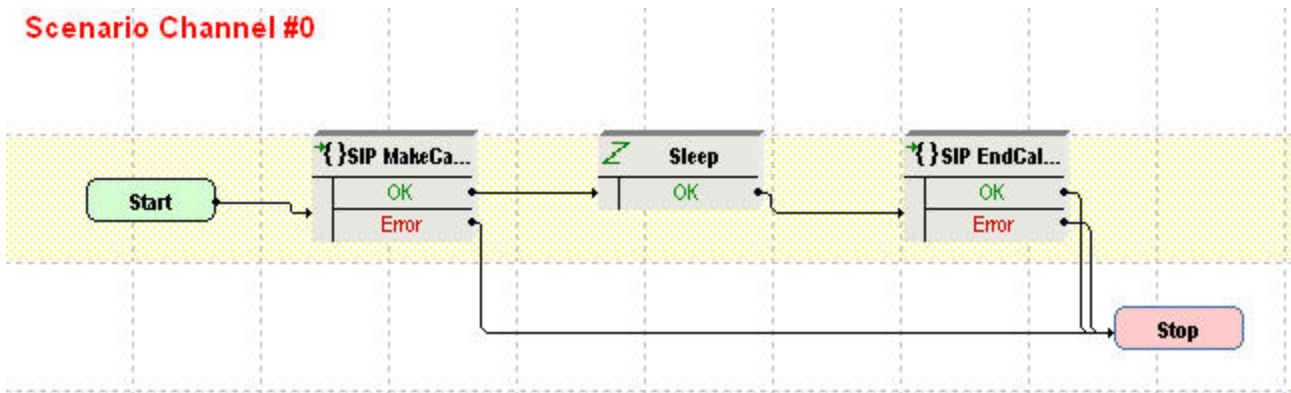 Scenario Channel #0
{}SIP MakeCa...
Sleep
{}SIP EndCal...
Start
OK
OK
OK
Error
Error
Stop